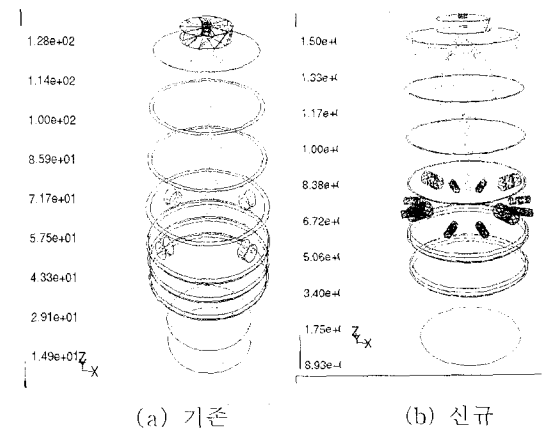 1.28e+02
1.14e+02
1.00e+02
8.59e+01
7.17e+01
5.75e+01
4.33e+01
2.91e+01
1.49e+01
Z
X
(a) 기존
1.50e+
1.33e+
1.17e+
1.00e+
8.38e+
6.72e+
5.06e+
3.40e+
1.75e+
8.93e-
Z
X
(b) 신규